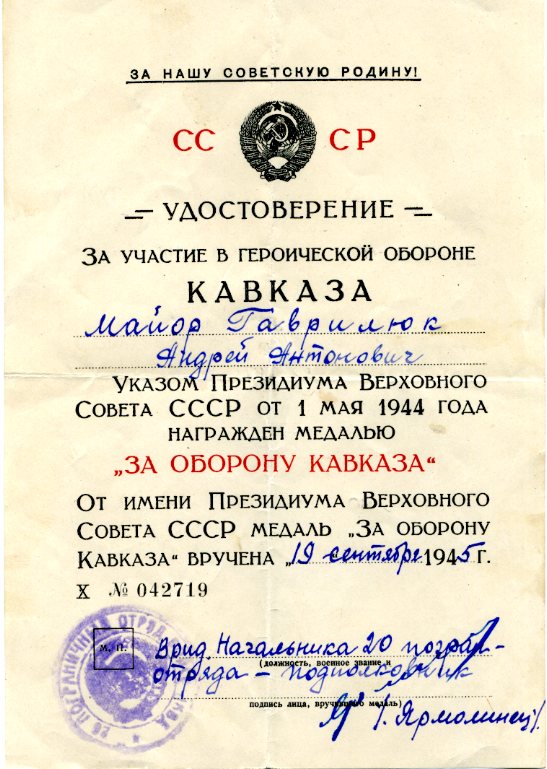 ЗА НАШУ СОВЕТСКУЮ РОДИНУ!
СС СР
УДОСТОВЕРЕНИЕ
ЗА УЧАСТИЕ В ГЕРОИЧЕСКОЙ ОБОРОНЕ
КАВКАЗА
Майор Гаврилюк
Андрей Антонович
УКАЗОМ ПРЕЗИДИУМА ВЕРХОВНОГО
СОВЕТА СССР ОТ 1 МАЯ 1944 ГОДА
НАГРАЖДЕН МЕДАЛЬЮ
„ЗА ОБОРОНУ КАВКАЗА“
ОТ ИМЕНИ ПРЕЗИДИУМА ВЕРХОВНОГО
СОВЕТА СССР МЕДАЛЬ „ЗА ОБОРОНУ
КАВКАЗА“ ВРУЧЕНА „19 сентября 1945 г.
Х № 042719
М. П.
ПОГРАНИЧНЫЙ ОТРЯД
Врид. Начальника 20 погран-
(должность, военное звание и
отряда – подполковник
подпись лица, вручившего медаль)
/Ярмолинец/